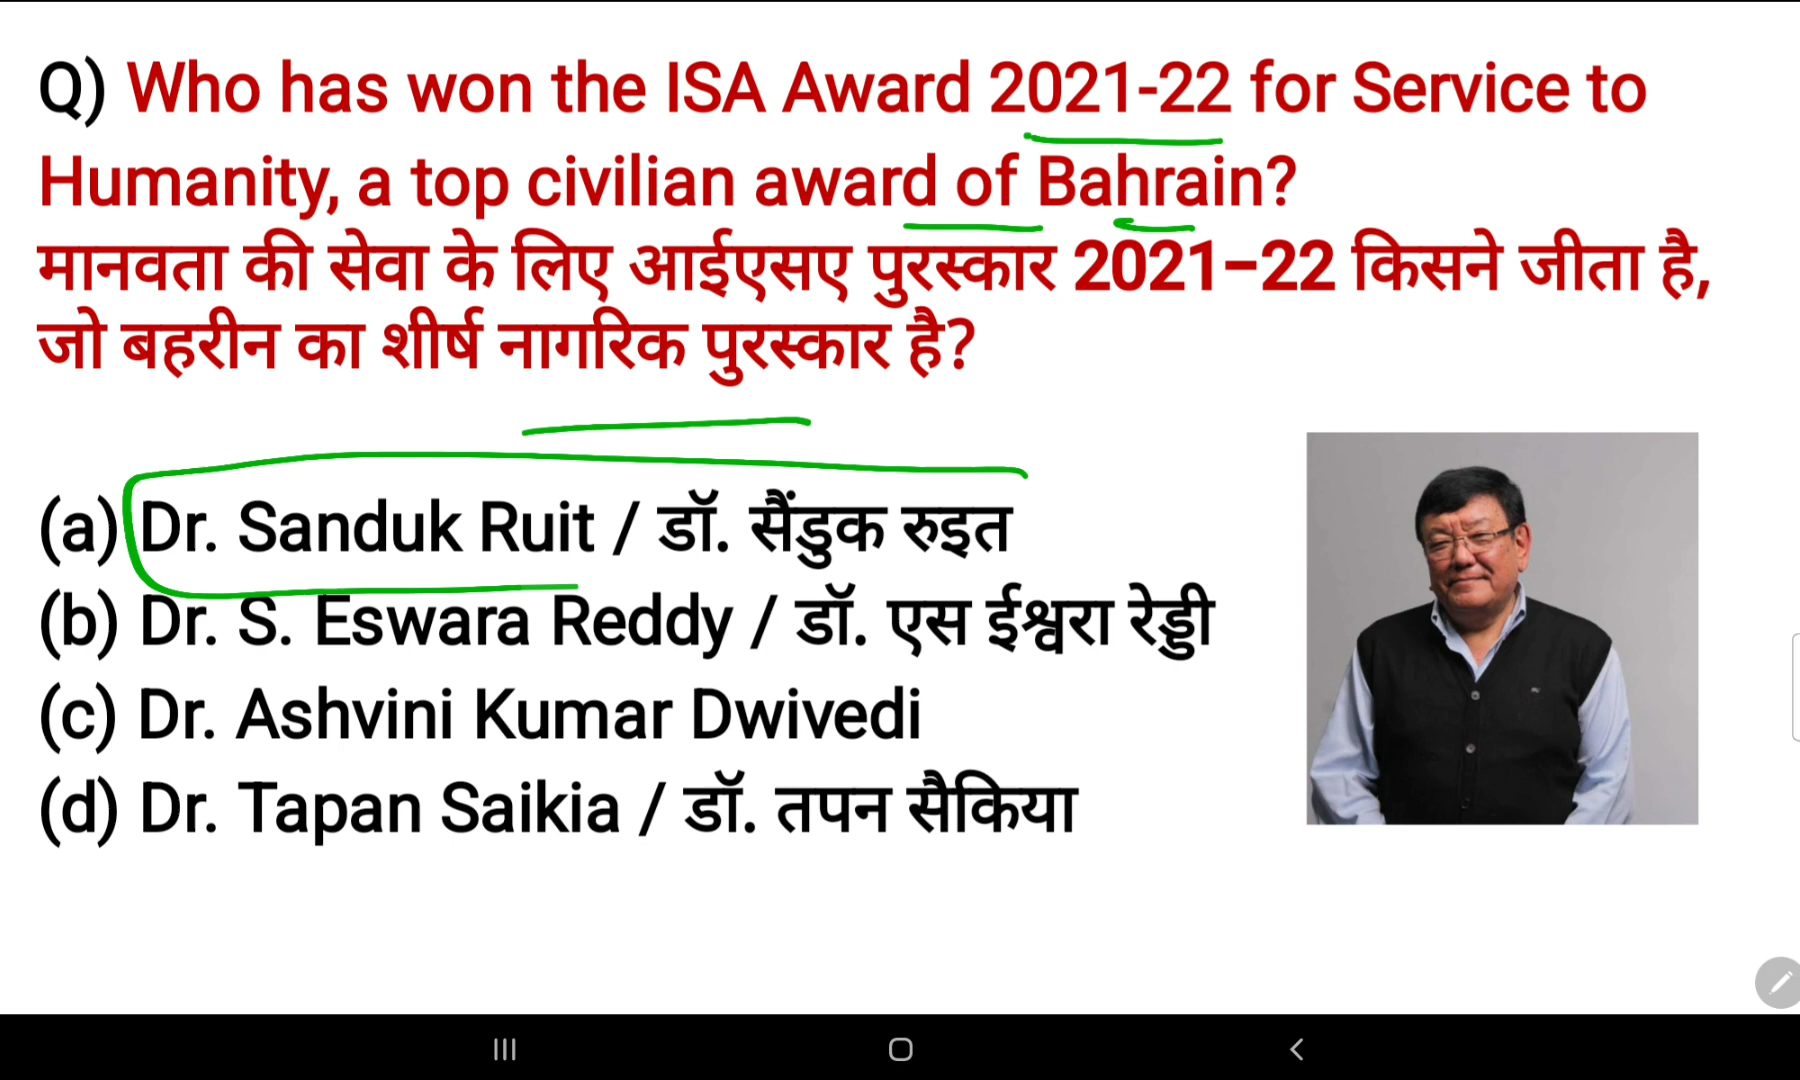 Q) Who has won the ISA Award 2021-22 for Service to
Humanity, a top civilian award of Bahrain?
मानवता की सेवा के लिए आईएसए पुरस्कार 2021-22 किसने जीता है,
जो बहरीन का शीर्ष नागरिक पुरस्कार है?
(a) Dr. Sanduk Ruit / डॉ. सैंडुक रुइत
(b) Dr. S. Eswara Reddy / डॉ. एस ईश्वरा रेड्डी
(c) Dr. Ashvini Kumar Dwivedi
(d) Dr. Tapan Saikia / डॉ. तपन सैकिया